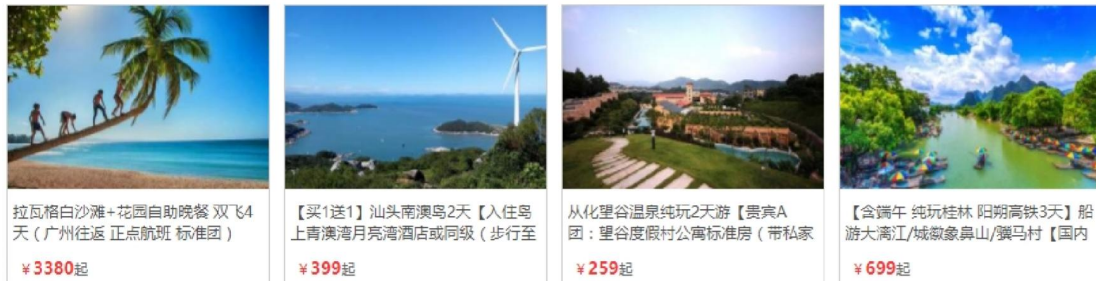 拉瓦格白沙滩+花园自助晚餐 双飞4
天（广州往返 正点航班 标准团）
￥3380起
【买1送1】汕头南澳岛2天【入住岛
上青澳湾月亮湾酒店或同级（步行至
￥399起
从化望谷温泉纯玩2天游【贵宾A
团：望谷度假村公寓标准房（带私家
￥259起
【含端午 纯玩桂林 阳朔高铁3天】船
游大漓江/城徽象鼻山/骥马村【国内
￥699起